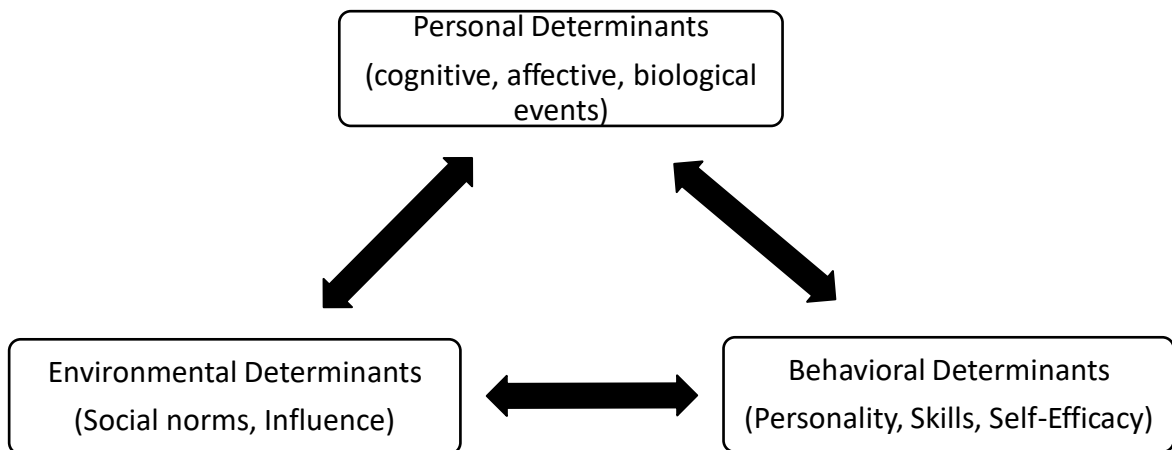 Personal Determinants
(cognitive, affective, biological
events)
Environmental Determinants
(Social norms, Influence)
Behavioral Determinants
(Personality, Skills, Self-Efficacy)